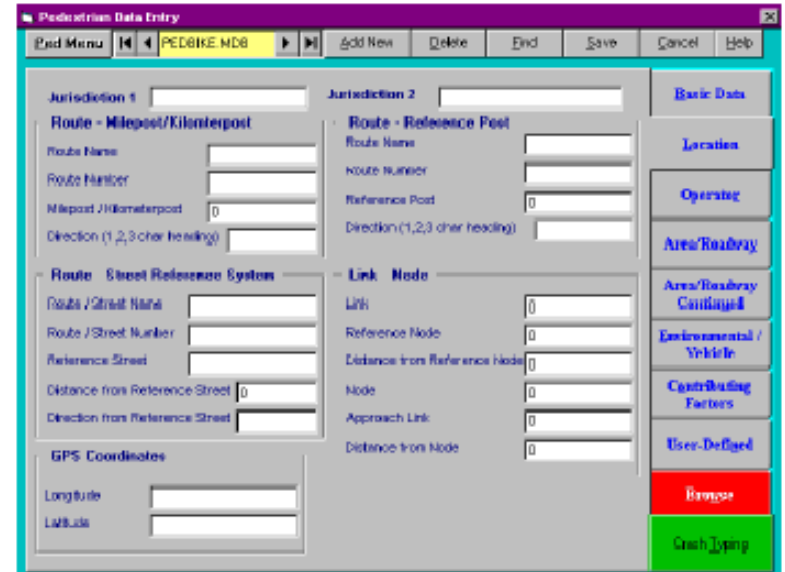 Pedestrian Data Entry
Ped Menu PEDBIKE.MDB Add New Delete Find Save Cancel Help
Jurisdiction 1 Jurisdiction 2 Basic Data
Route - Milepost/Kilomterpost Route - Reference Post
Route Name Route Name Location
Route Number Route Number
Milepost / Kilometerpost 0 Reference Post 0 Operator
Direction (1,2,3 char heading) Direction (1,2,3 char heading)
Area/Roadway
Route Street Reference System Link Node
Route / Street Name Link 0 Area/Roadway
Continued
Route / Street Number Reference Node 0
Reference Street Distance from Reference Node 0 Environmental /
Vehicle
Distance from Reference Street 0 Node 0 Contributing
Factors
Direction from Reference Street Approach Link 0
GPS Coordinates Distance from Node 0 User-Defined
Longitude Browse
Latitude
Crash Typing